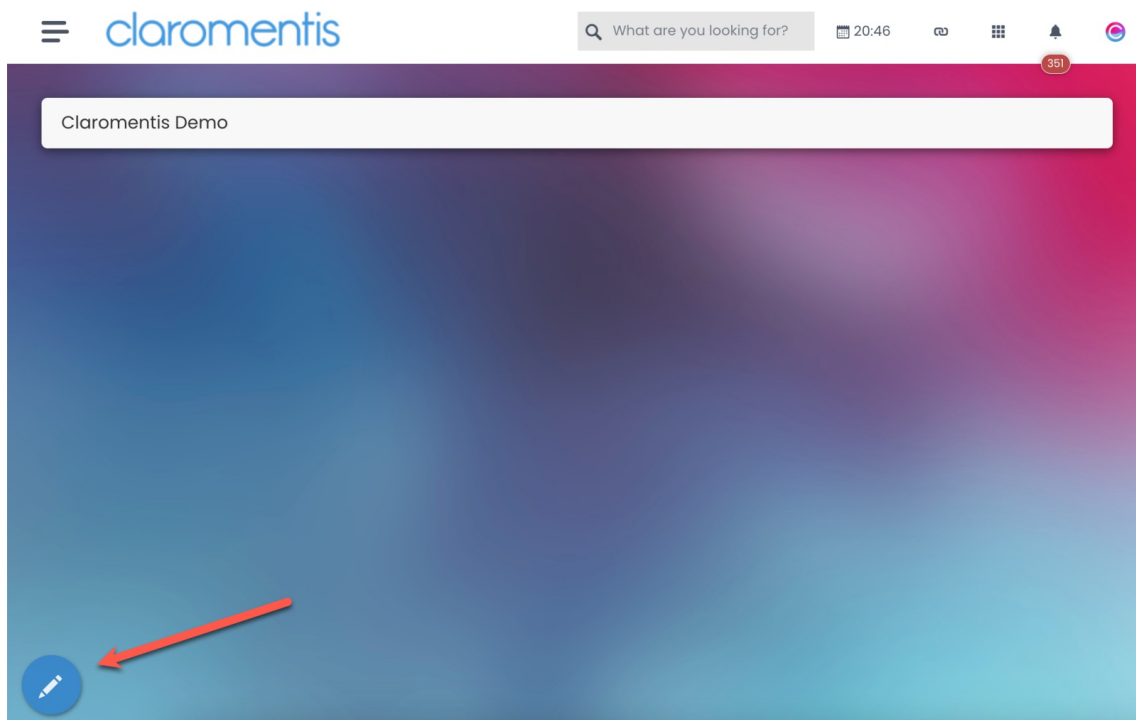 claromentis
What are you looking for?
20:46
351
Claromentis Demo